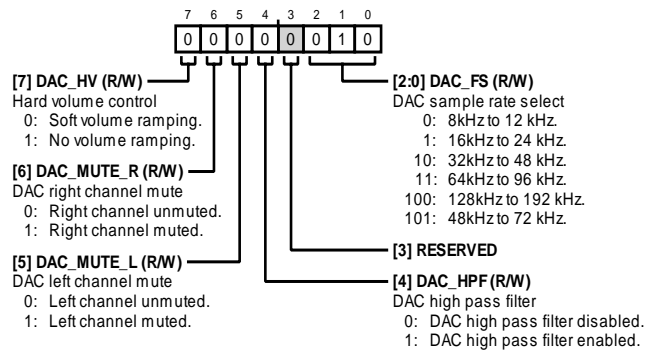 7 6 5 4 3 2 1 0
0 0 0 0 0 0 1 0
[7] DAC_HV (R/W)
Hard volume control
0: Soft volume ramping.
1: No volume ramping.
[6] DAC_MUTE_R (R/W)
DAC right channel mute
0: Right channel unmuted.
1: Right channel muted.
[5] DAC_MUTE_L (R/W)
DAC left channel mute
0: Left channel unmuted.
1: Left channel muted.
[2:0] DAC_FS (R/W)
DAC sample rate select
0: 8kHz to 12 kHz.
1: 16kHz to 24 kHz.
10: 32kHz to 48 kHz.
11: 64kHz to 96 kHz.
100: 128kHz to 192 kHz.
101: 48kHz to 72 kHz.
[3] RESERVED
[4] DAC_HPF (R/W)
DAC high pass filter
0: DAC high pass filter disabled.
1: DAC high pass filter enabled.